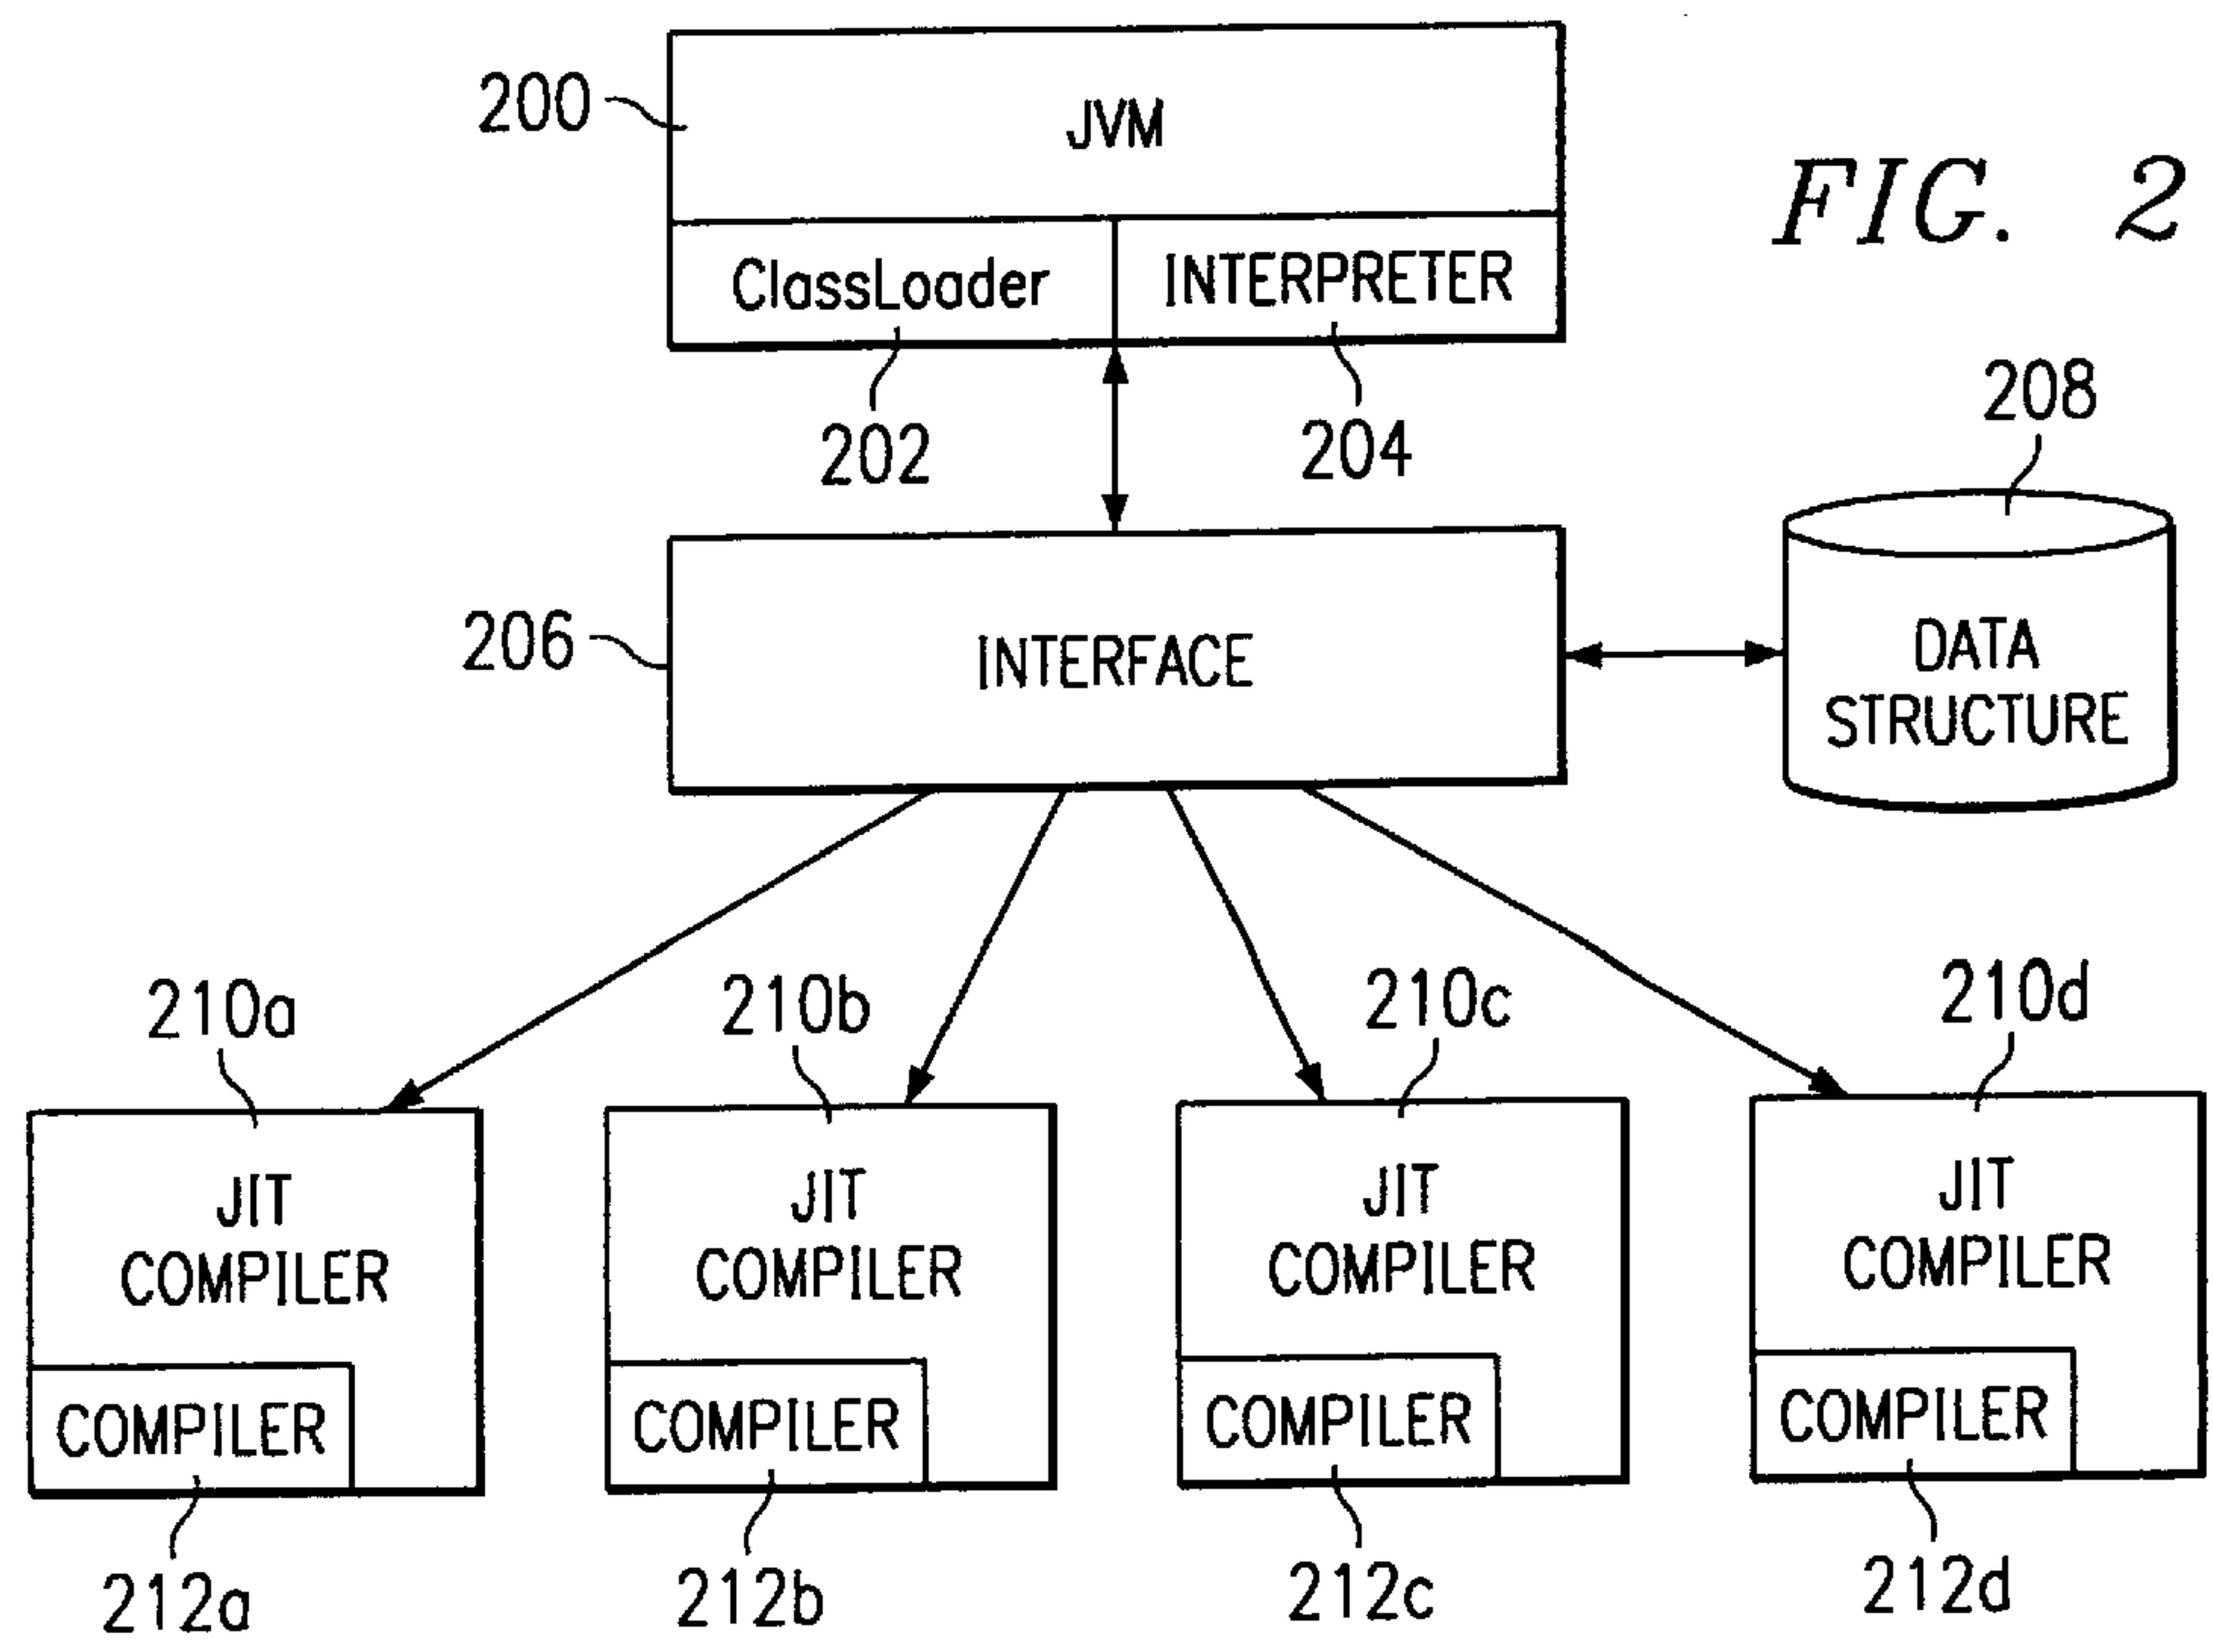 200
JVM
FIG. 2
ClassLoader
INTERPRETER
202
204
208
206
INTERFACE
DATA
STRUCTURE
210a
210b
210c
210d
JIT
COMPILER
JIT
COMPILER
JIT
COMPILER
JIT
COMPILER
COMPILER
COMPILER
COMPILER
COMPILER
212a
212b
212c
212d